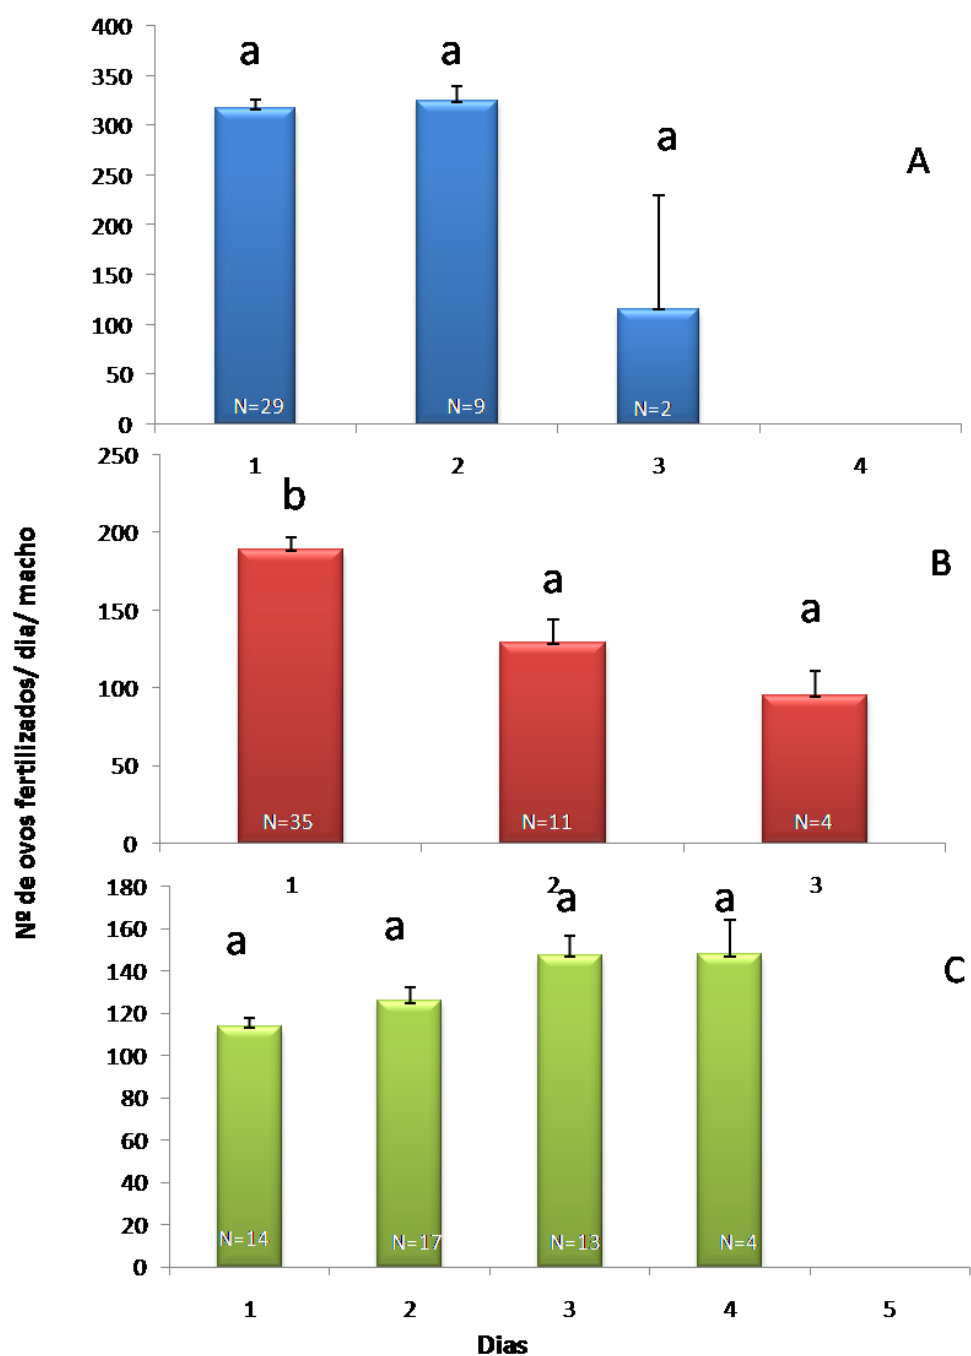 Nº de ovos fertilizados/ dia/ macho
400
350
300
250
200
150
100
50
0
a
a
a
A
N=29
N=9
N=2
1
2
3
4
250
200
150
100
50
0
b
a
a
B
N=35
N=11
N=4
1
2
3
180
160
140
120
100
80
60
40
20
0
a
a
a
a
C
N=14
N=17
N=13
N=4
1
2
3
4
5
Dias